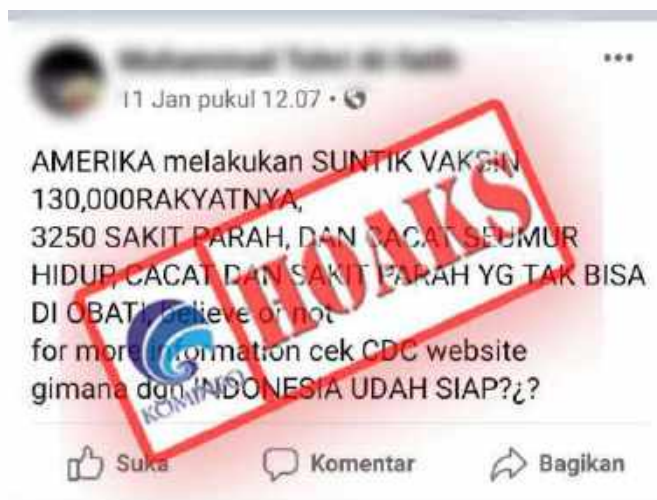 11 Jan pukul 12.07
AMERIKA melakukan SUNTIK VAKSIN
130,000RAKYATNYA,
3250 SAKIT PARAH, DAN CACAT SEUMUR
HIDUP, CACAT DAN SAKIT PARAH YG TAK BISA
DI OBATI, believe or not
for more information cek CDC website
gimana dgn INDONESIA UDAH SIAP?¿?
HOAKS
KOMINFO
Suka Komentar Bagikan